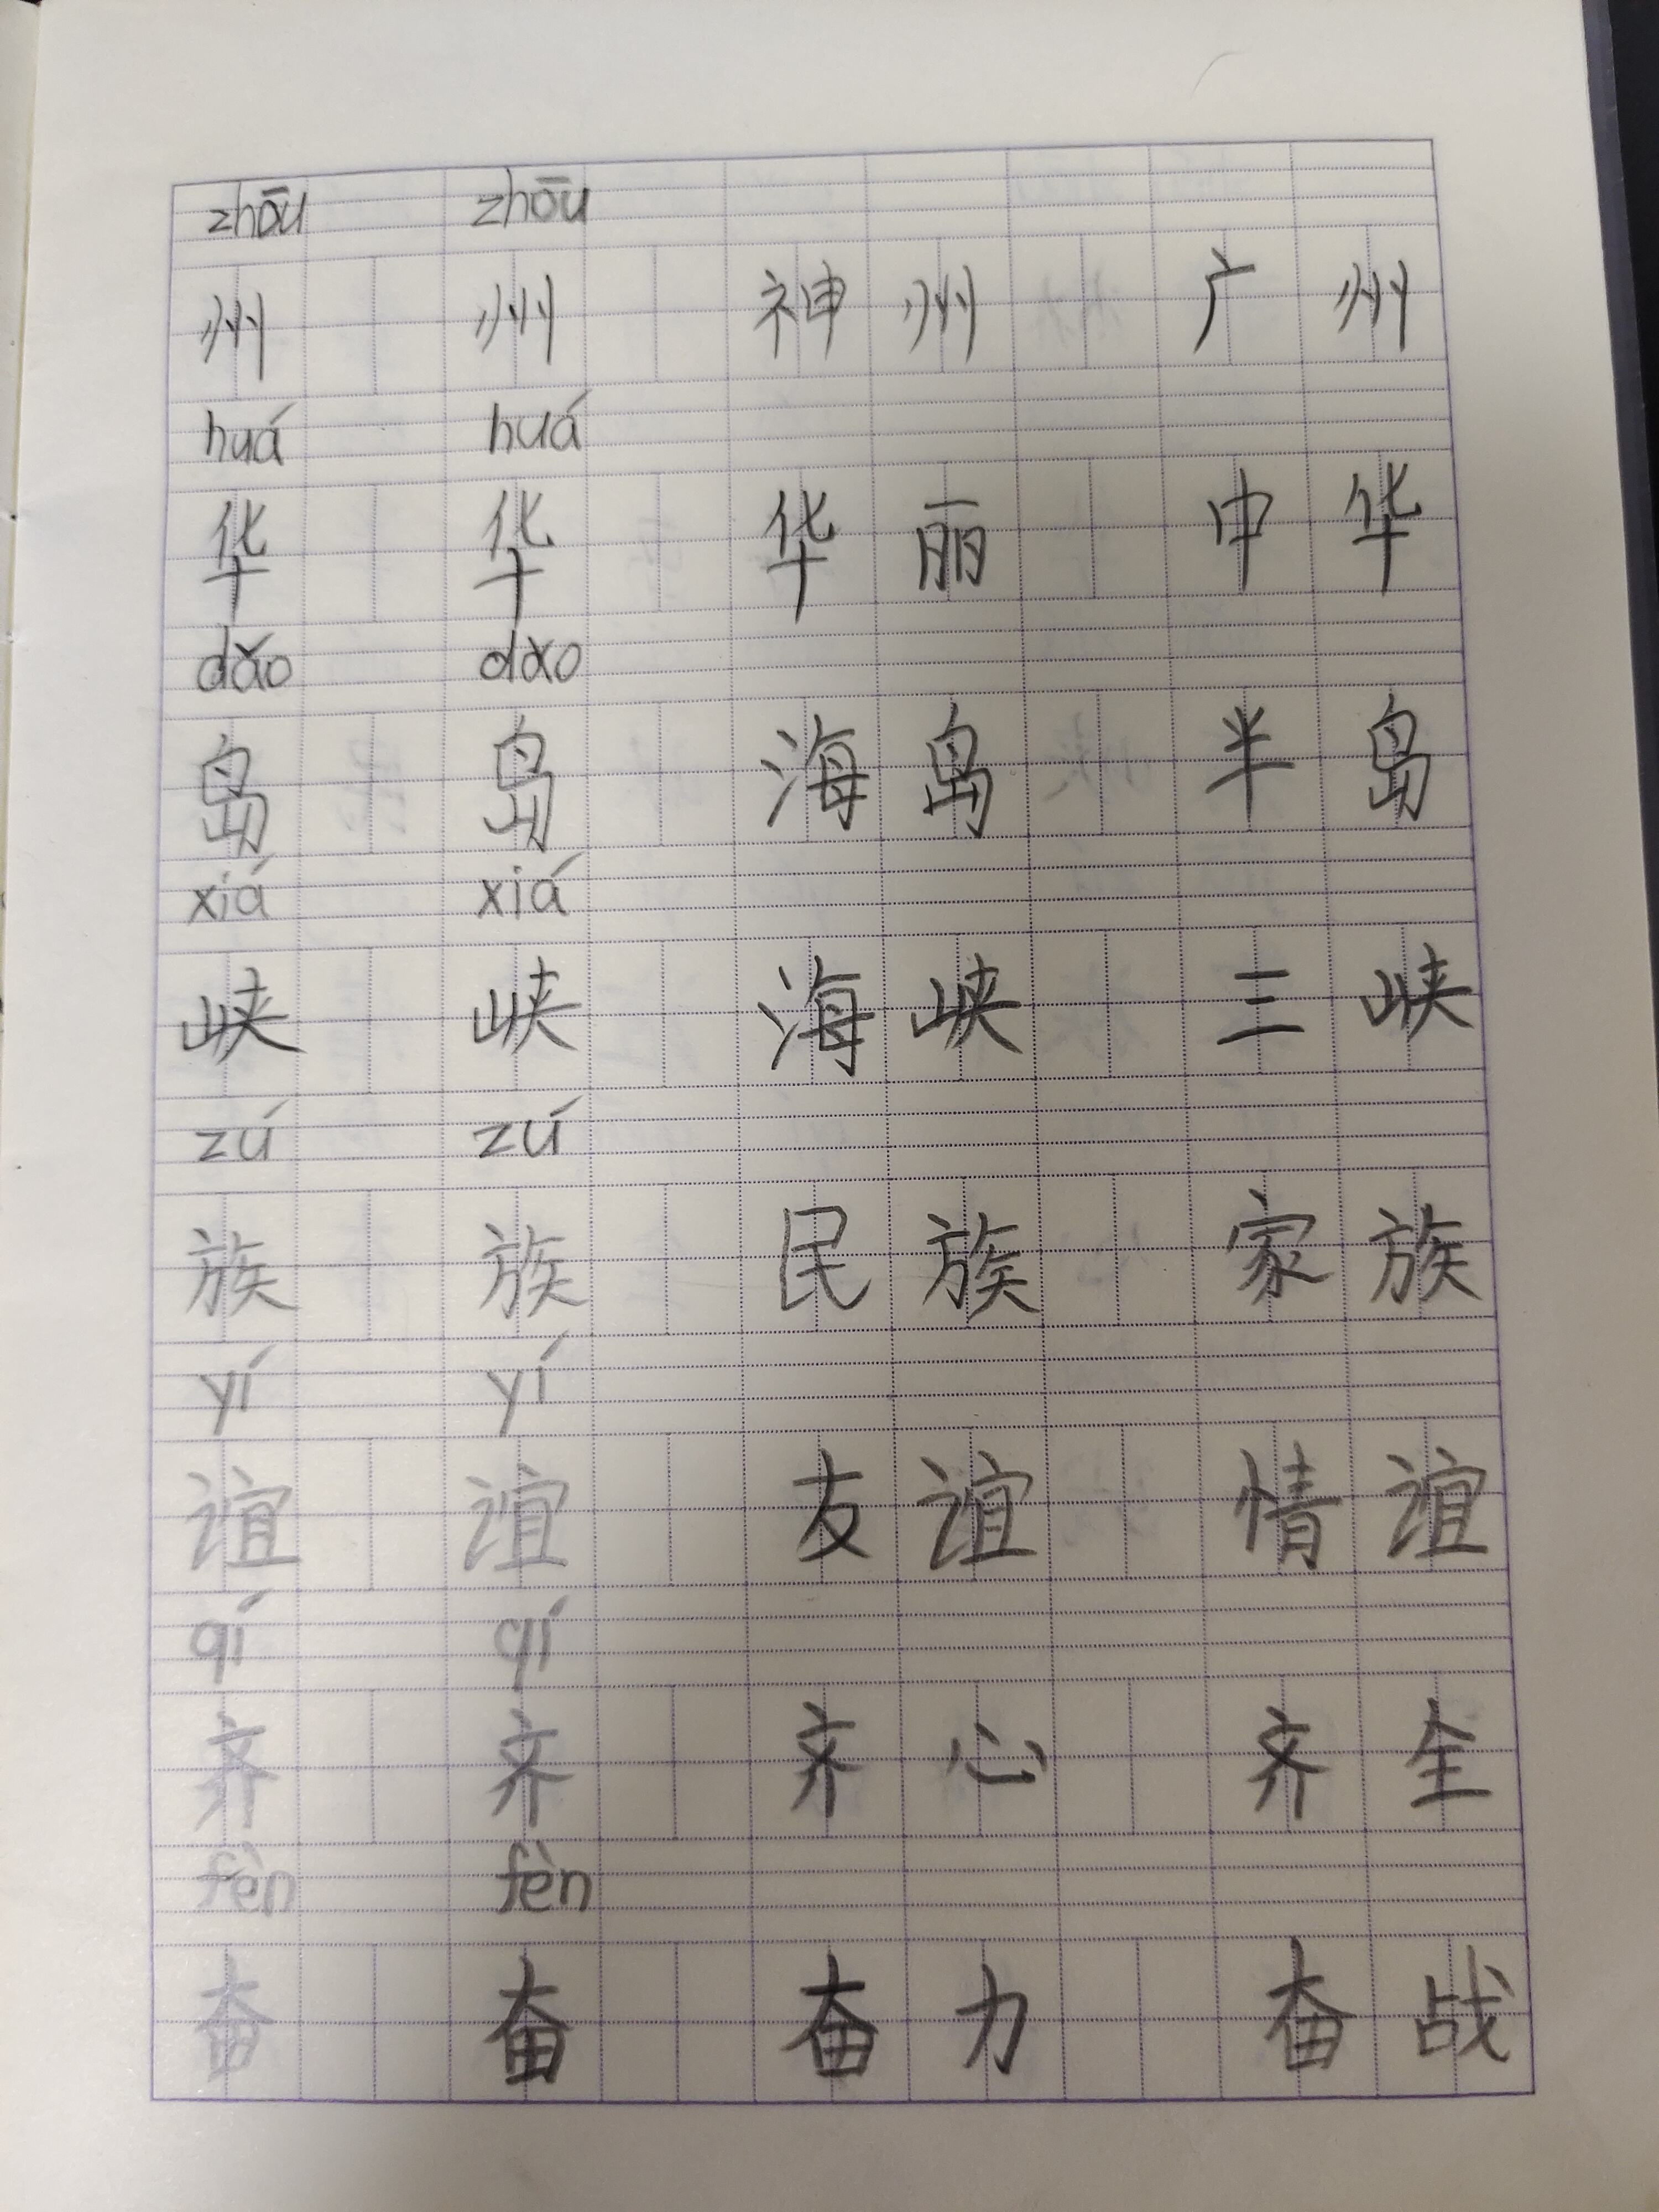 zhōu zhōu
州 州 神州 广州
huá huá
华 华 华丽 中华
dǎo dǎo
岛 岛 海岛 半岛
xiá xiá
峡 峡 海峡 三峡
zú zú
族 族 民族 家族
yí yí
谊 谊 友谊 情谊
qí qí
齐 齐 齐心 齐全
fèn fèn
奋 奋 奋力 奋战